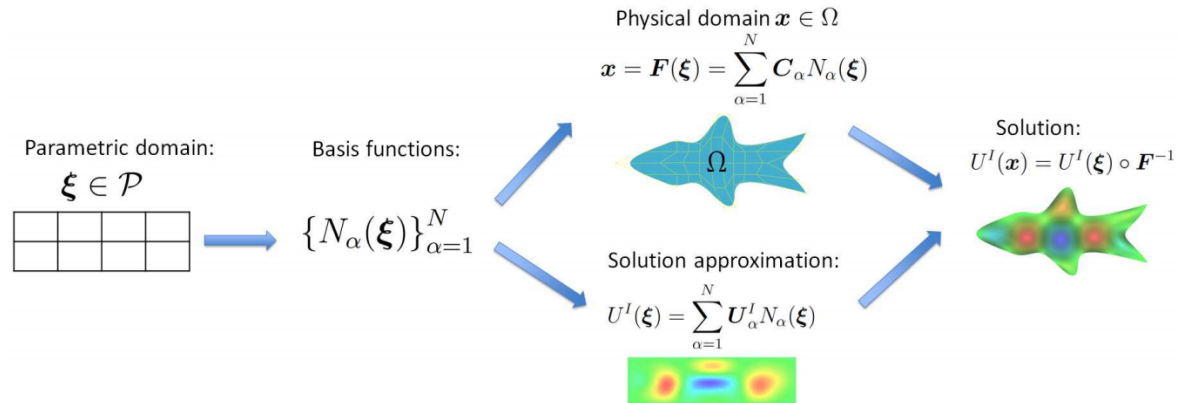 Parametric domain:
ξ ∈ P
Basis functions:
{N_α(ξ)}_{α=1}^N
Physical domain x ∈ Ω
x = F(ξ) = ∑_{α=1}^N C_α N_α(ξ)
Ω
Solution approximation:
U^I(ξ) = ∑_{α=1}^N U_α^I N_α(ξ)
Solution:
U^I(x) = U^I(ξ) ∘ F^{-1}